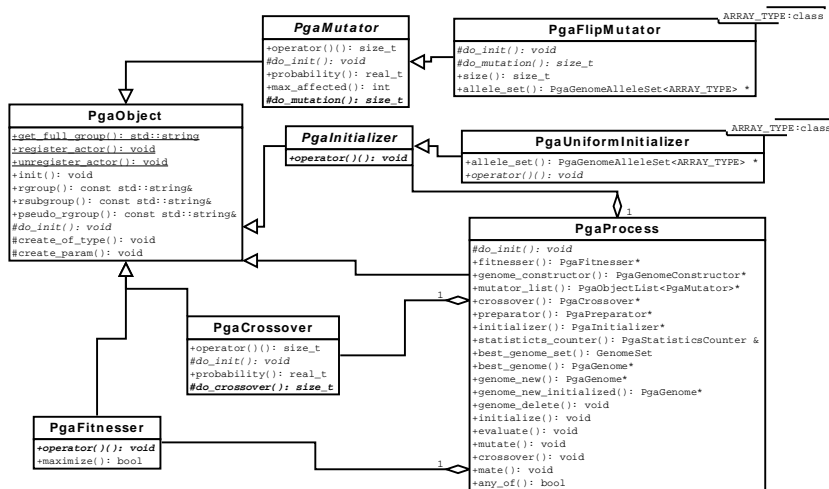 PgaMutator
+operator()(): size_t
#do_init(): void
+probability(): real_t
+max_affected(): int
#do_mutation(): size_t
ARRAY_TYPE:class
PgaFlipMutator
#do_init(): void
#do_mutation(): size_t
+size(): size_t
+allele_set(): PgaGenomeAlleleSet<ARRAY_TYPE> *
PgaObject
+get_full_group(): std::string
+register_actor(): void
+unregister_actor(): void
+init(): void
+rgroup(): const std::string&
+rsubgroup(): const std::string&
+pseudo_rgroup(): const std::string&
#do_init(): void
#create_of_type(): void
#create_param(): void
PgaInitializer
+operator()(): void
ARRAY_TYPE:class
PgaUniformInitializer
+allele_set(): PgaGenomeAlleleSet<ARRAY_TYPE> *
+operator()(): void
1
PgaProcess
#do_init(): void
+fitnesser(): PgaFitnesser*
+genome_constructor(): PgaGenomeConstructor*
+mutator_list(): PgaObjectList<PgaMutator>*
+crossover(): PgaCrossover*
+preparator(): PgaPreparator*
+initializer(): PgaInitializer*
+statisticts_counter(): PgaStatisticsCounter &
+best_genome_set(): GenomeSet
+best_genome(): PgaGenome*
+genome_new(): PgaGenome*
+genome_new_initialized(): PgaGenome*
+genome_delete(): void
+initialize(): void
+evaluate(): void
+mutate(): void
+crossover(): void
+mate(): void
+any_of(): bool
1
PgaCrossover
+operator()(): size_t
#do_init(): void
+probability(): real_t
#do_crossover(): size_t
PgaFitnesser
+operator()(): void
+maximize(): bool
1